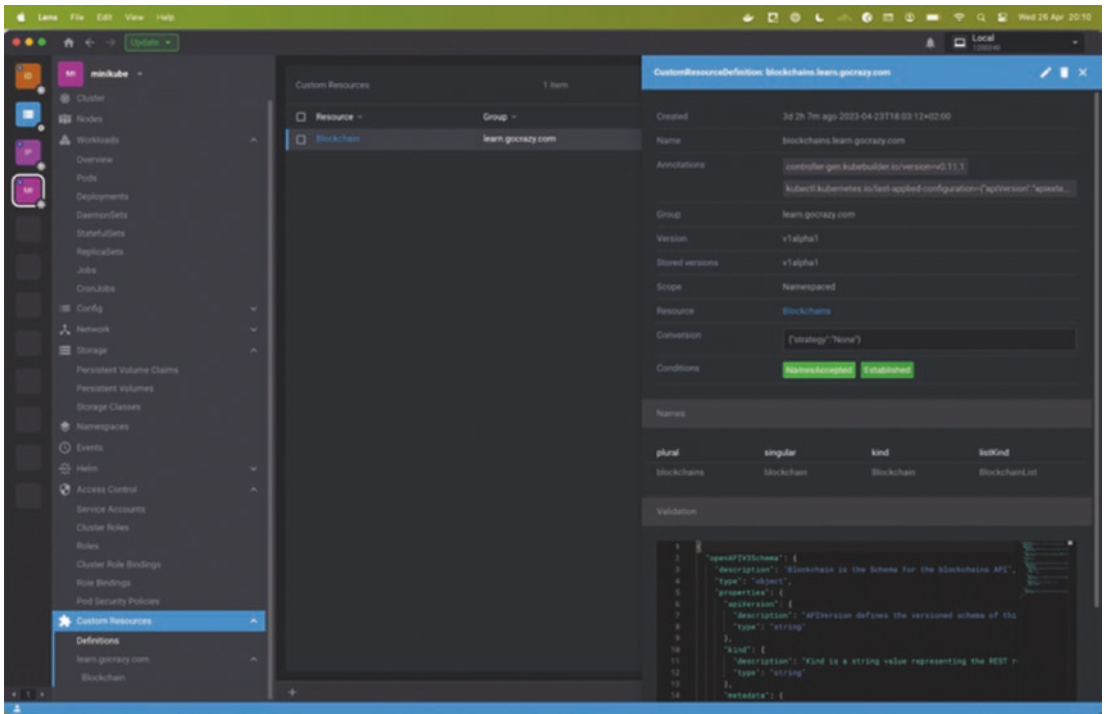 Lens File Edit View Help
Wed 26 Apr 20:10
Update
Local
MI minikube
Cluster
Nodes
Workloads
Overview
Pods
Deployments
DaemonSets
StatefulSets
ReplicaSets
Jobs
CronJobs
Config
Network
Storage
Persistent Volume Claims
Persistent Volumes
Storage Classes
Namespaces
Events
Helm
Access Control
Service Accounts
Cluster Roles
Roles
Cluster Role Bindings
Role Bindings
Pod Security Policies
Custom Resources
Definitions
learn.gocrazy.com
Blockchain
Custom Resources 1 item
Resource Group
Blockchain learn.gocrazy.com
CustomResourceDefinition: blockchains.learn.gocrazy.com
Created 3d 2h 7m ago 2023-04-23T18:03:12+02:00
Name blockchains.learn.gocrazy.com
Annotations controller-gen.kubebuilder.io/version=v0.11.1
kubectl.kubernetes.io/last-applied-configuration={"apiVersion":"apiexte...
Group learn.gocrazy.com
Version v1alpha1
Stored versions v1alpha1
Scope Namespaced
Resource Blockchains
Conversion {"strategy":"None"}
Conditions NamesAccepted Established
Names
plural singular kind listKind
blockchains blockchain Blockchain BlockchainList
Validation
1 {
2 "openAPIV3Schema": {
3 "description": "Blockchain is the Schema for the blockchains API",
4 "type": "object",
5 "properties": {
6 "apiVersion": {
7 "description": "APIVersion defines the versioned schema of thi
8 "type": "string"
9 },
10 "kind": {
11 "description": "Kind is a string value representing the REST r
12 "type": "string"
13 },
14 "metadata": {